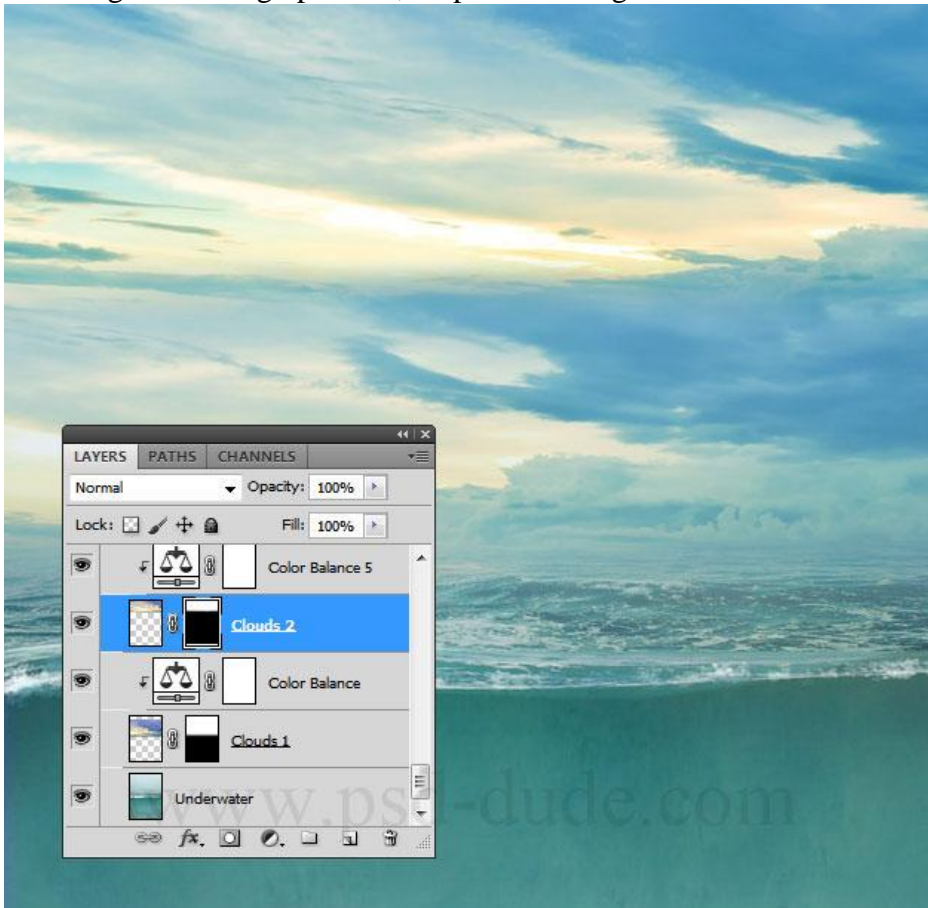 LAYERS PATHS CHANNELS
Normal Opacity: 100%
Lock: Fill: 100%
Color Balance 5
Clouds 2
Color Balance
Clouds 1
Underwater
www.psd-dude.com
fx.